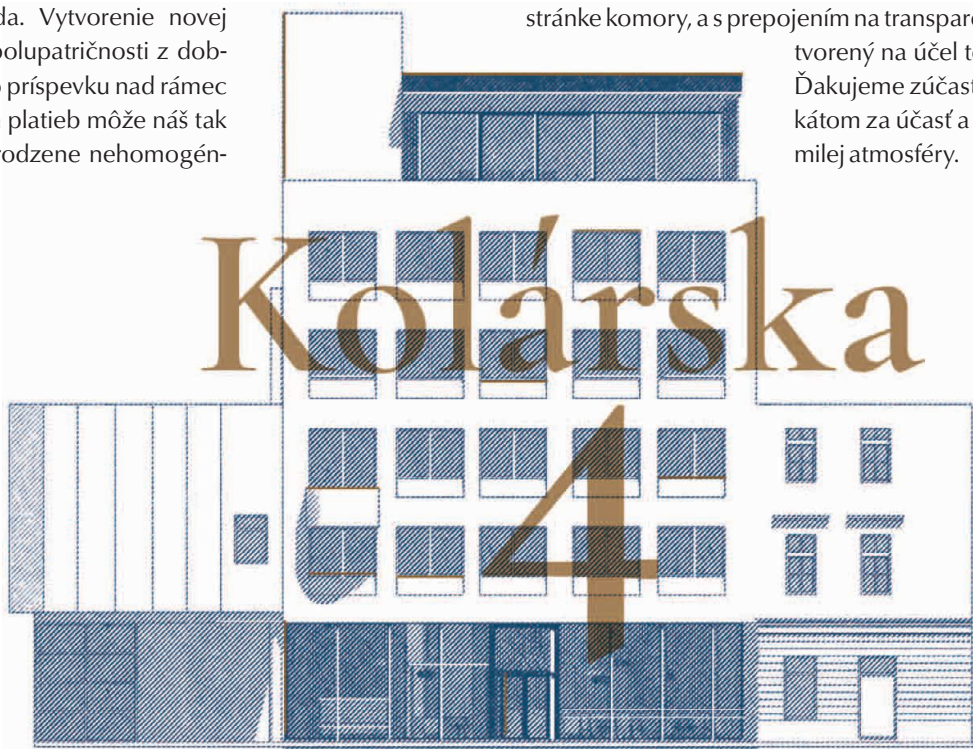 da. Vytvorenie novej
polupatričnosti z dob-
príspevku nad rámec
platieb môže náš tak
rodzene nehomogén-
stránke komory, a s prepojením na transpar
tvorený na účel
Ďakujeme zúčast
kátom za účasť a
milej atmosféry.
Kolárska
4